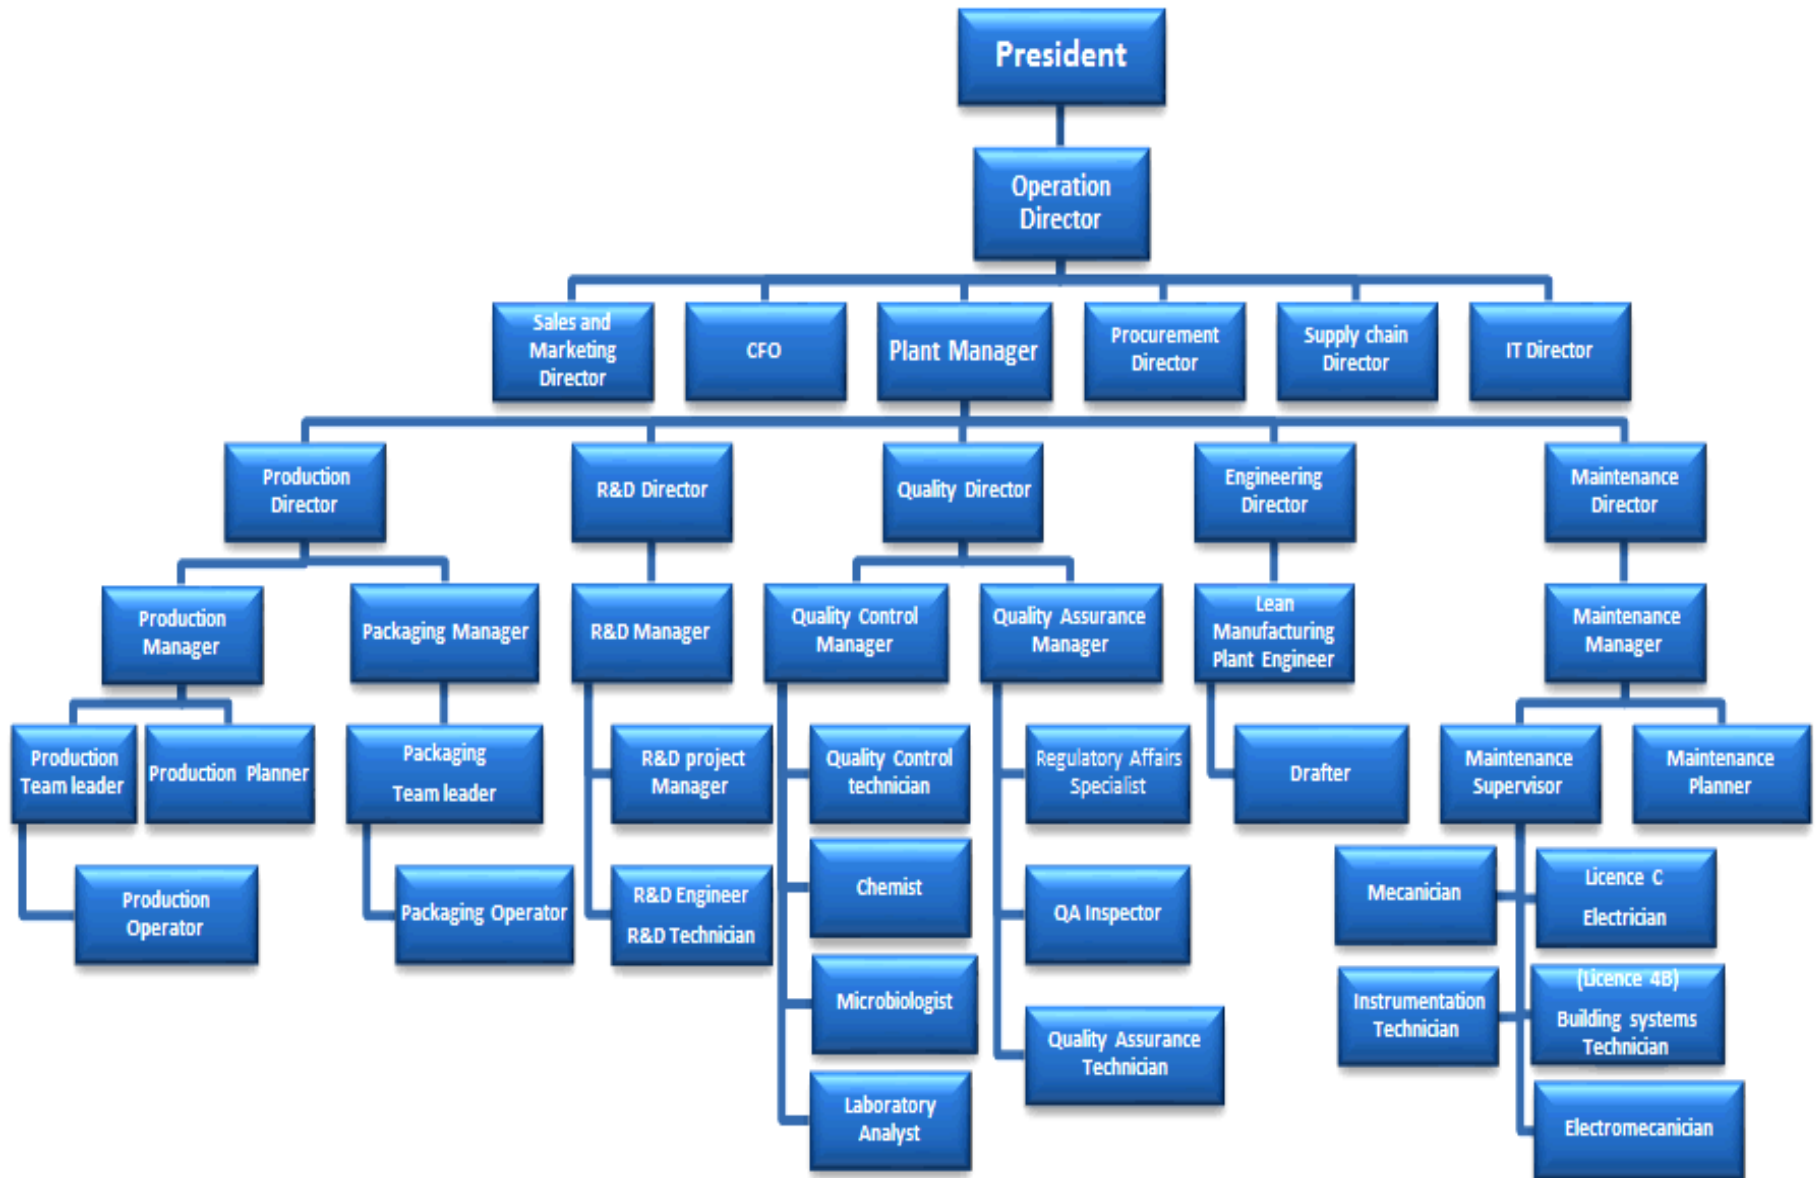 President
Operation
Director
Sales and
Marketing
Director
CFO
Plant Manager
Procurement
Director
Supply chain
Director
IT Director
Production
Director
R&D Director
Quality Director
Engineering
Director
Maintenance
Director
Production
Manager
Packaging Manager
R&D Manager
Quality Control
Manager
Quality Assurance
Manager
Lean
Manufacturing
Plant Engineer
Maintenance
Manager
Production
Team leader
Production Planner
Packaging
Team leader
R&D project
Manager
Quality Control
technician
Regulatory Affairs
Specialist
Drafter
Maintenance
Supervisor
Maintenance
Planner
Production
Operator
Packaging Operator
R&D Engineer
R&D Technician
Chemist
QA Inspector
Mecanician
Licence C
Electrician
Microbiologist
Quality Assurance
Technician
Instrumentation
Technician
(Licence 4B)
Building systems
Technician
Laboratory
Analyst
Electromecanician